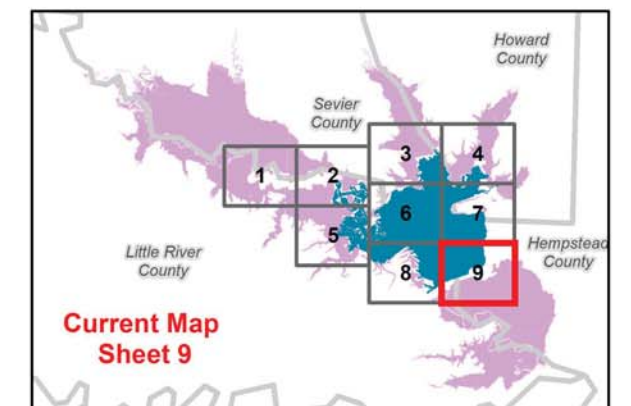 Howard
County
Sevier
County
3
4
1
2
6
7
5
Little River
County
8
9
Hempstead
County
Current Map
Sheet 9